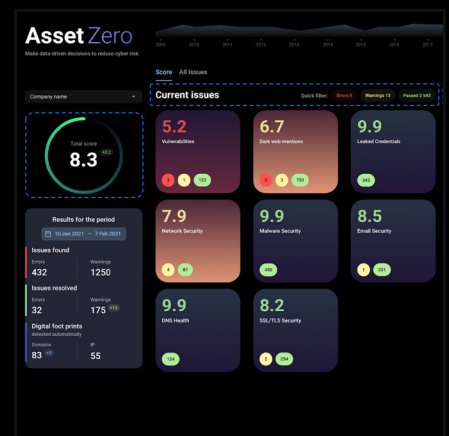 Asset Zero
Make data-driven decisions to reduce cyber risk.
2009 2010 2011 2012 2013 2014 2015 2016 2017
Score All Issues
Company name
Current issues
Quick filter: Errors 5 Warnings 13 Passed 2 543
Total score
8.3 +0.2
5.2
Vulnerabilities
1 133
6.7
Dark web mentions
3
9.9
Leaked Credentials
345
Results for the period
10 Jan 2021 – 7 Feb 2021
Issues found
Errors Warnings
432 1250
Issues resolved
Errors Warnings
32 175 +15
Digital foot prints
detected automatically
Domains IP
83 55
7.9
Network Security
4 87
9.9
Malware Security
450
8.5
Email Security
1 231
9.9
DNS Health
124
8.2
SSL/TLS Security
2 254